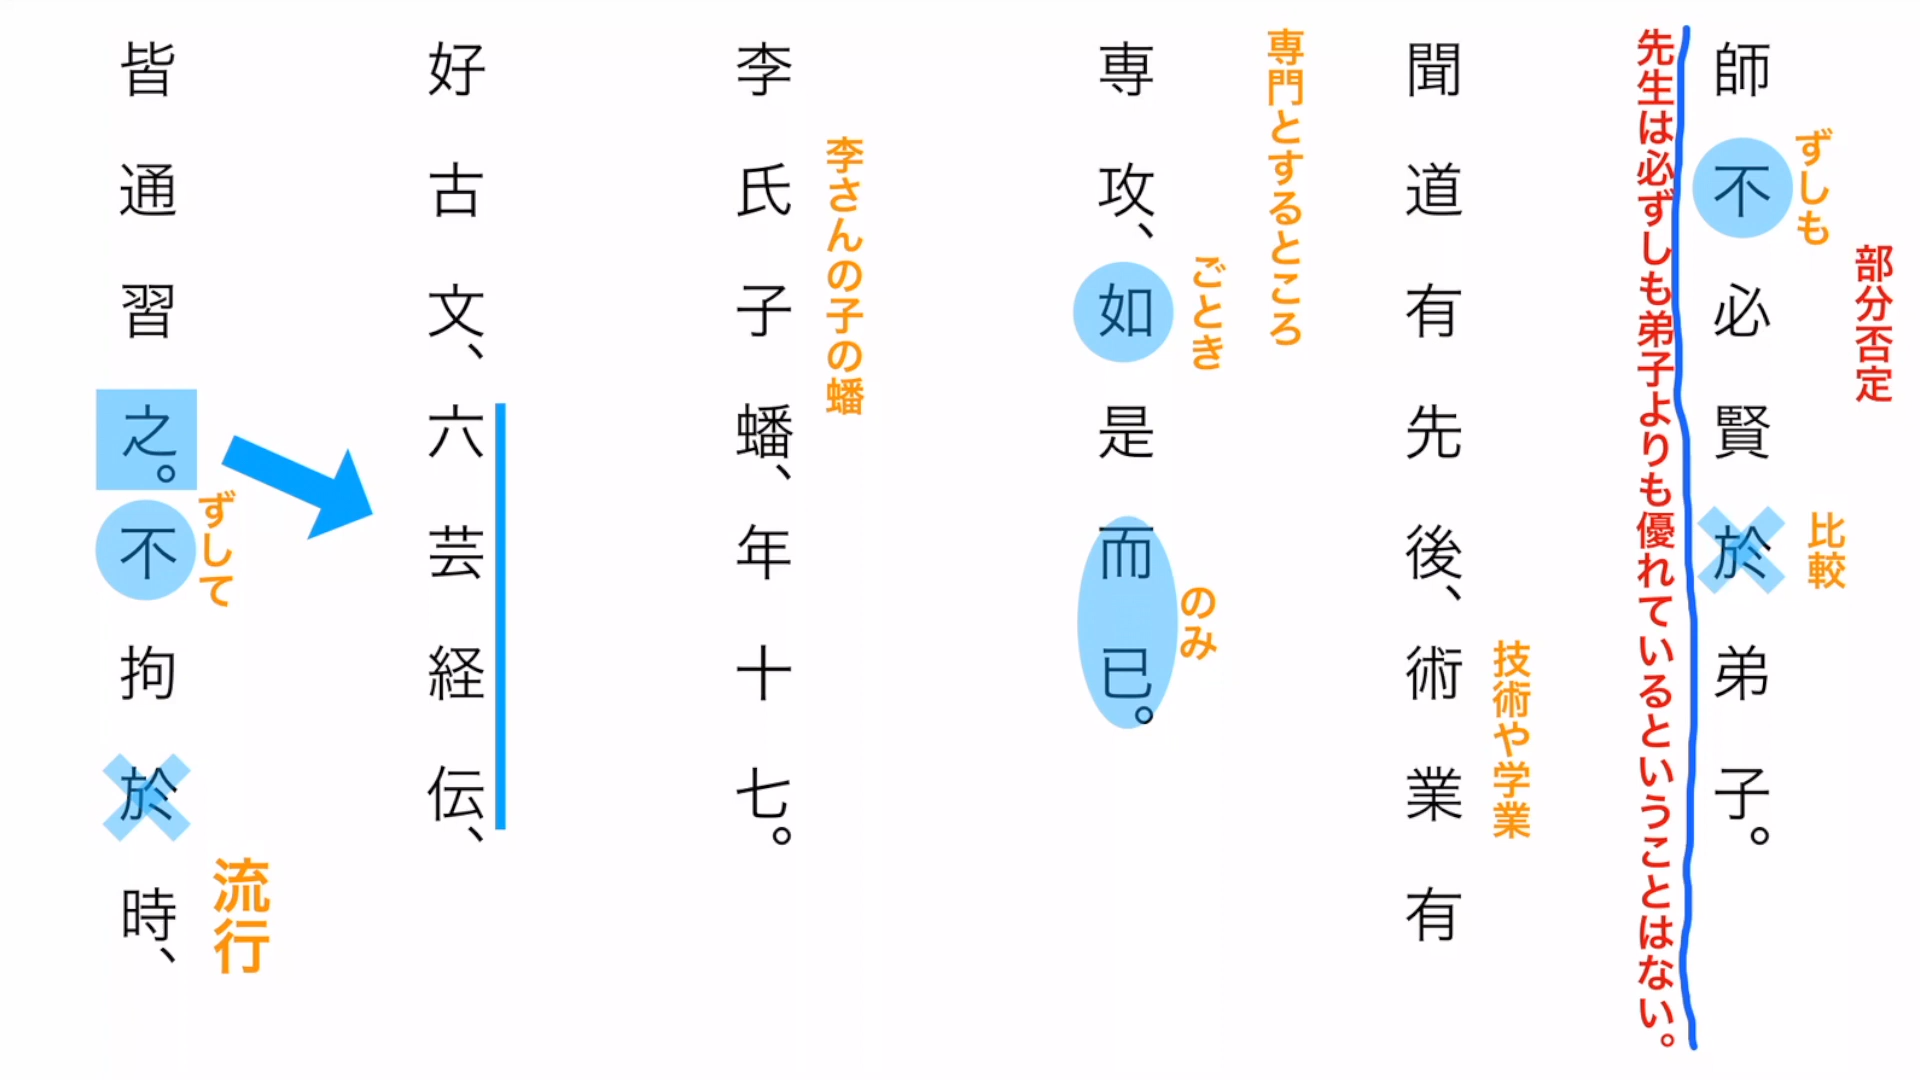 部分否定
ずしも
比較
師不必賢於弟子。
先生は必ずしも弟子よりも優れているということはない。
技術や学業
聞道有先後、術業有
専門とするところ
ごとき
のみ
専攻、如是而已。
李さんの子の蟠
李氏子蟠、年十七。
好古文、六芸経伝、
ずして
流行
皆通習之。不拘於時、